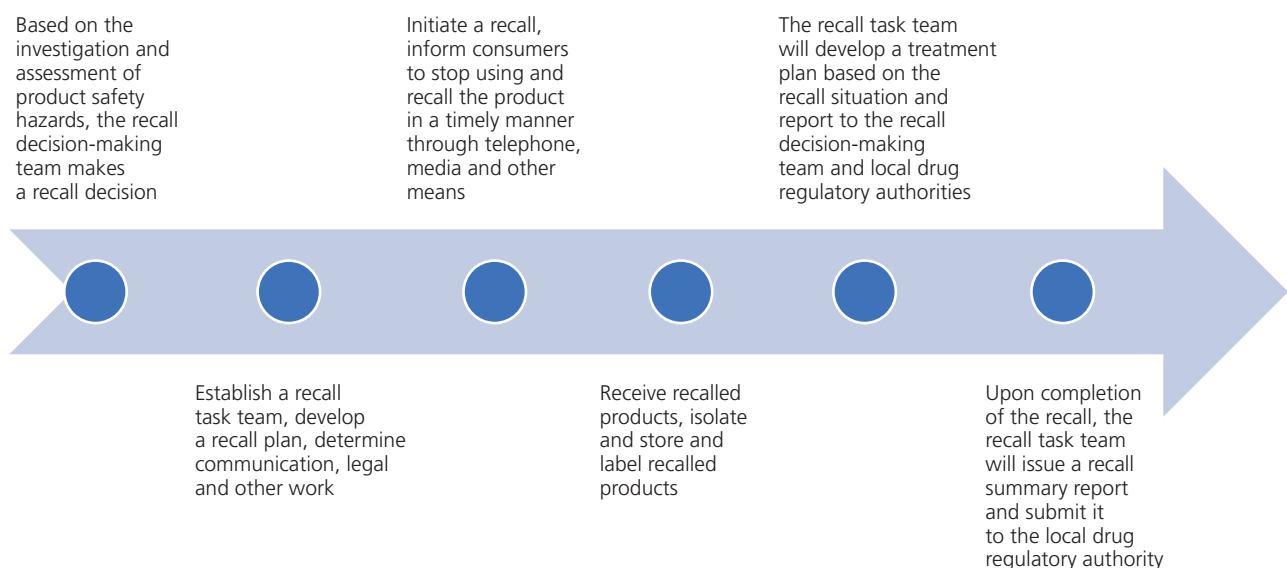 Based on the
investigation and
assessment of
product safety
hazards, the recall
decision-making
team makes
a recall decision
Establish a recall
task team, develop
a recall plan, determine
communication, legal
and other work
Initiate a recall,
inform consumers
to stop using and
recall the product
in a timely manner
through telephone,
media and other
means
Receive recalled
products, isolate
and store and
label recalled
products
The recall task team
will develop a treatment
plan based on the
recall situation and
report to the recall
decision-making
team and local drug
regulatory authorities
Upon completion
of the recall, the
recall task team
will issue a recall
summary report
and submit it
to the local drug
regulatory authority